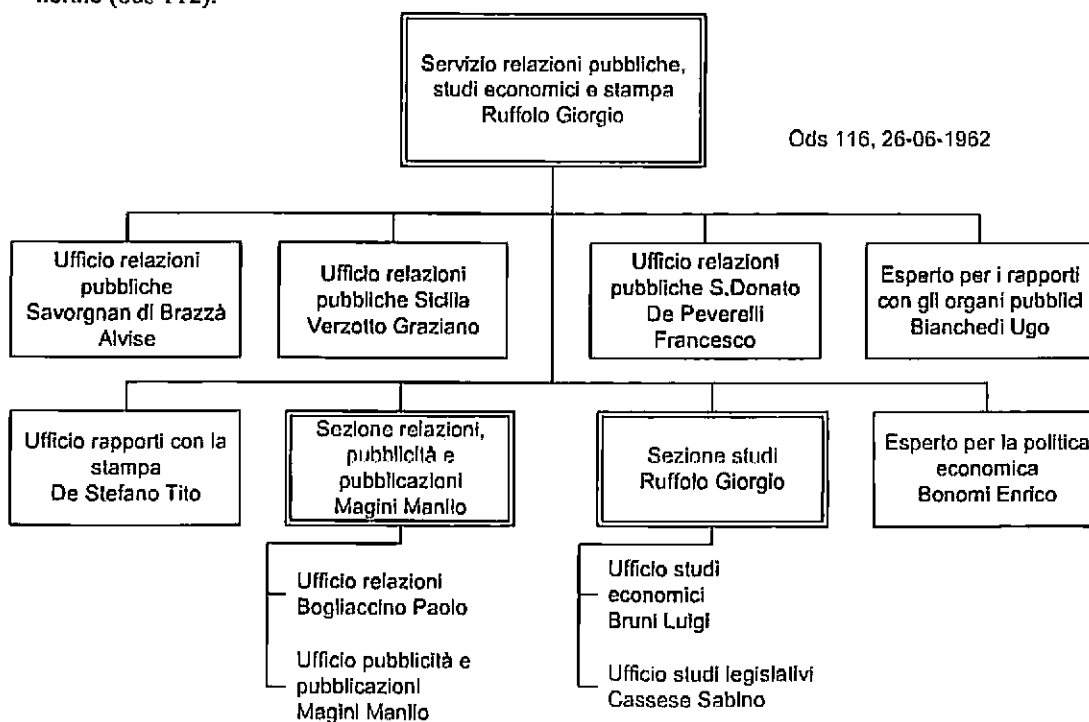 norme (ods 112).
Servizio relazioni pubbliche,
studi economici e stampa
Ruffolo Giorgio
Ods 116, 26-06-1962
Ufficio relazioni
pubbliche
Savorgnan di Brazzà
Alvise
Ufficio relazioni
pubbliche Sicilia
Verzotto Graziano
Ufficio relazioni
pubbliche S.Donato
De Peverelli
Francesco
Esperto per i rapporti
con gli organi pubblici
Bianchedi Ugo
Ufficio rapporti con la
stampa
De Stefano Tito
Sezione relazioni,
pubblicità e
pubblicazioni
Magini Manlio
Sezione studi
Ruffolo Giorgio
Esperto per la politica
economica
Bonomi Enrico
Ufficio relazioni
Bogliaccino Paolo
Ufficio pubblicità e
pubblicazioni
Magini Manlio
Ufficio studi
economici
Bruni Luigi
Ufficio studi legislativi
Cassese Sabino